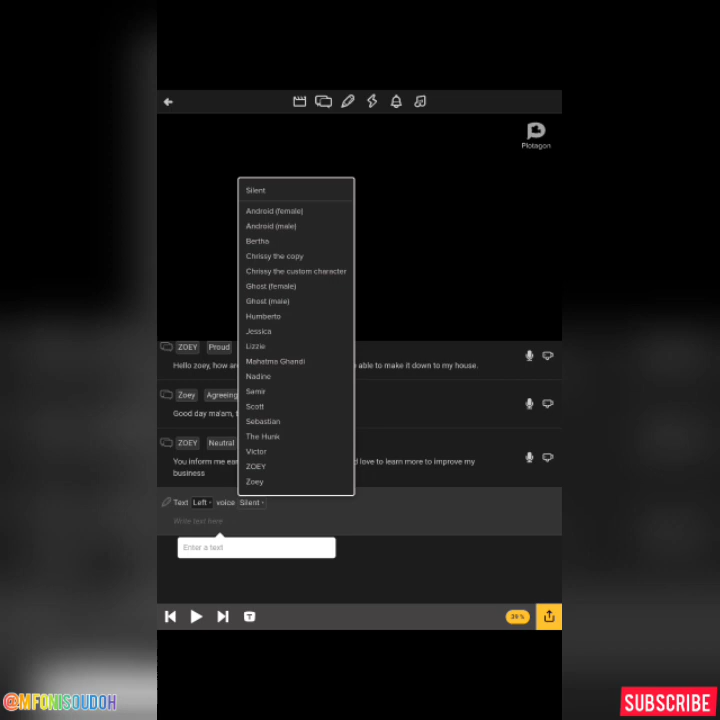 Plotagon
Silent
Android (female)
Android (male)
Bertha
Chrissy the copy
Chrissy the custom character
Ghost (female)
Ghost (male)
Humberto
Jessica
Lizzie
Mahatma Ghandi
Nadine
Samir
Scott
Sebastian
The Hunk
Victor
ZOEY
Zoey
ZOEY Proud
Hello zoey, how are able to make it down to my house.
Zoey Agreeing
Good day ma'am,
ZOEY Neutral
You inform me love to learn more to improve my
business
Text Left voice Silent
Write text here
Enter a text
39 %
@MFONISOUDOH
SUBSCRIBE